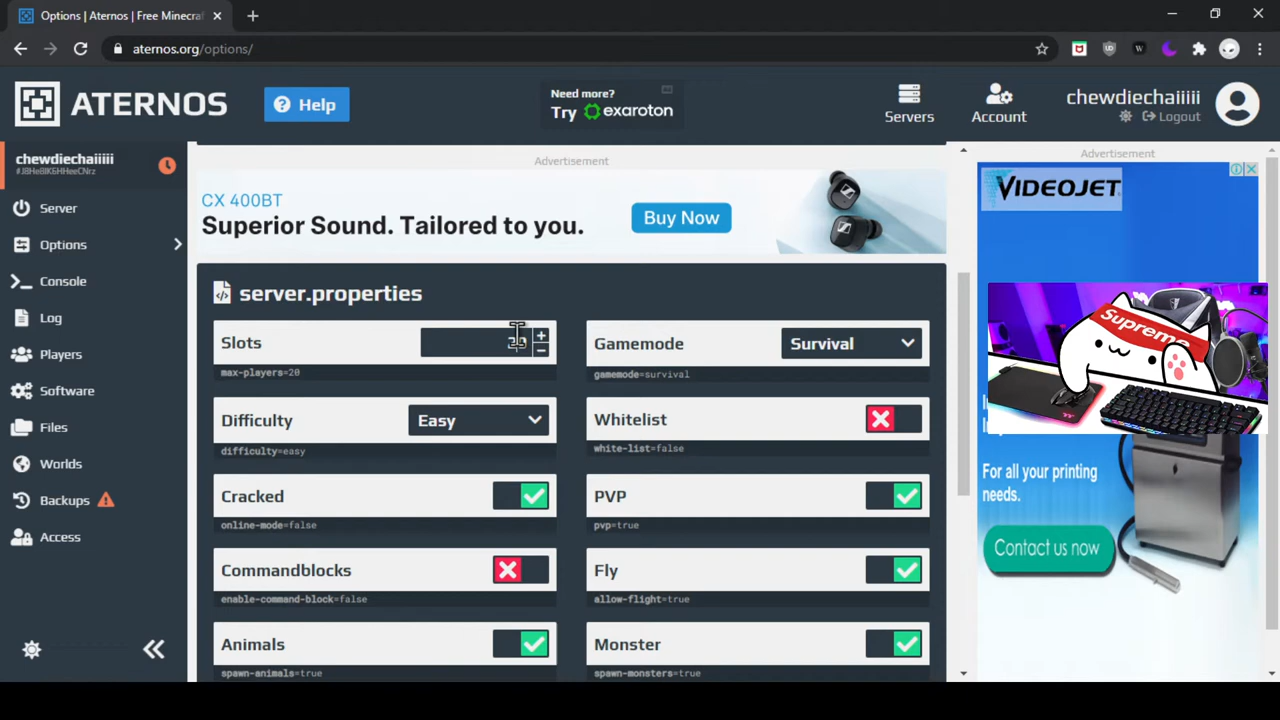 Options | Aternos | Free Minecra
aternos.org/options/
ATERNOS
Help
Need more?
Try exaroton
Servers
Account
chewdiechaiiiii
Logout
chewdiechaiiiii
Server
Options
Console
Log
Players
Software
Files
Worlds
Backups
Access
Advertisement
CX 400BT
Superior Sound. Tailored to you.
Buy Now
server.properties
Slots
20
max-players=20
Gamemode
Survival
gamemode=survival
Difficulty
Easy
difficulty=easy
Whitelist
white-list=false
Cracked
online-mode=false
PVP
pvp=true
Commandblocks
enable-command-block=false
Fly
allow-flight=true
Animals
spawn-animals=true
Monster
spawn-monsters=true
Advertisement
VIDEOJET
Supreme
For all your printing
needs.
Contact us now